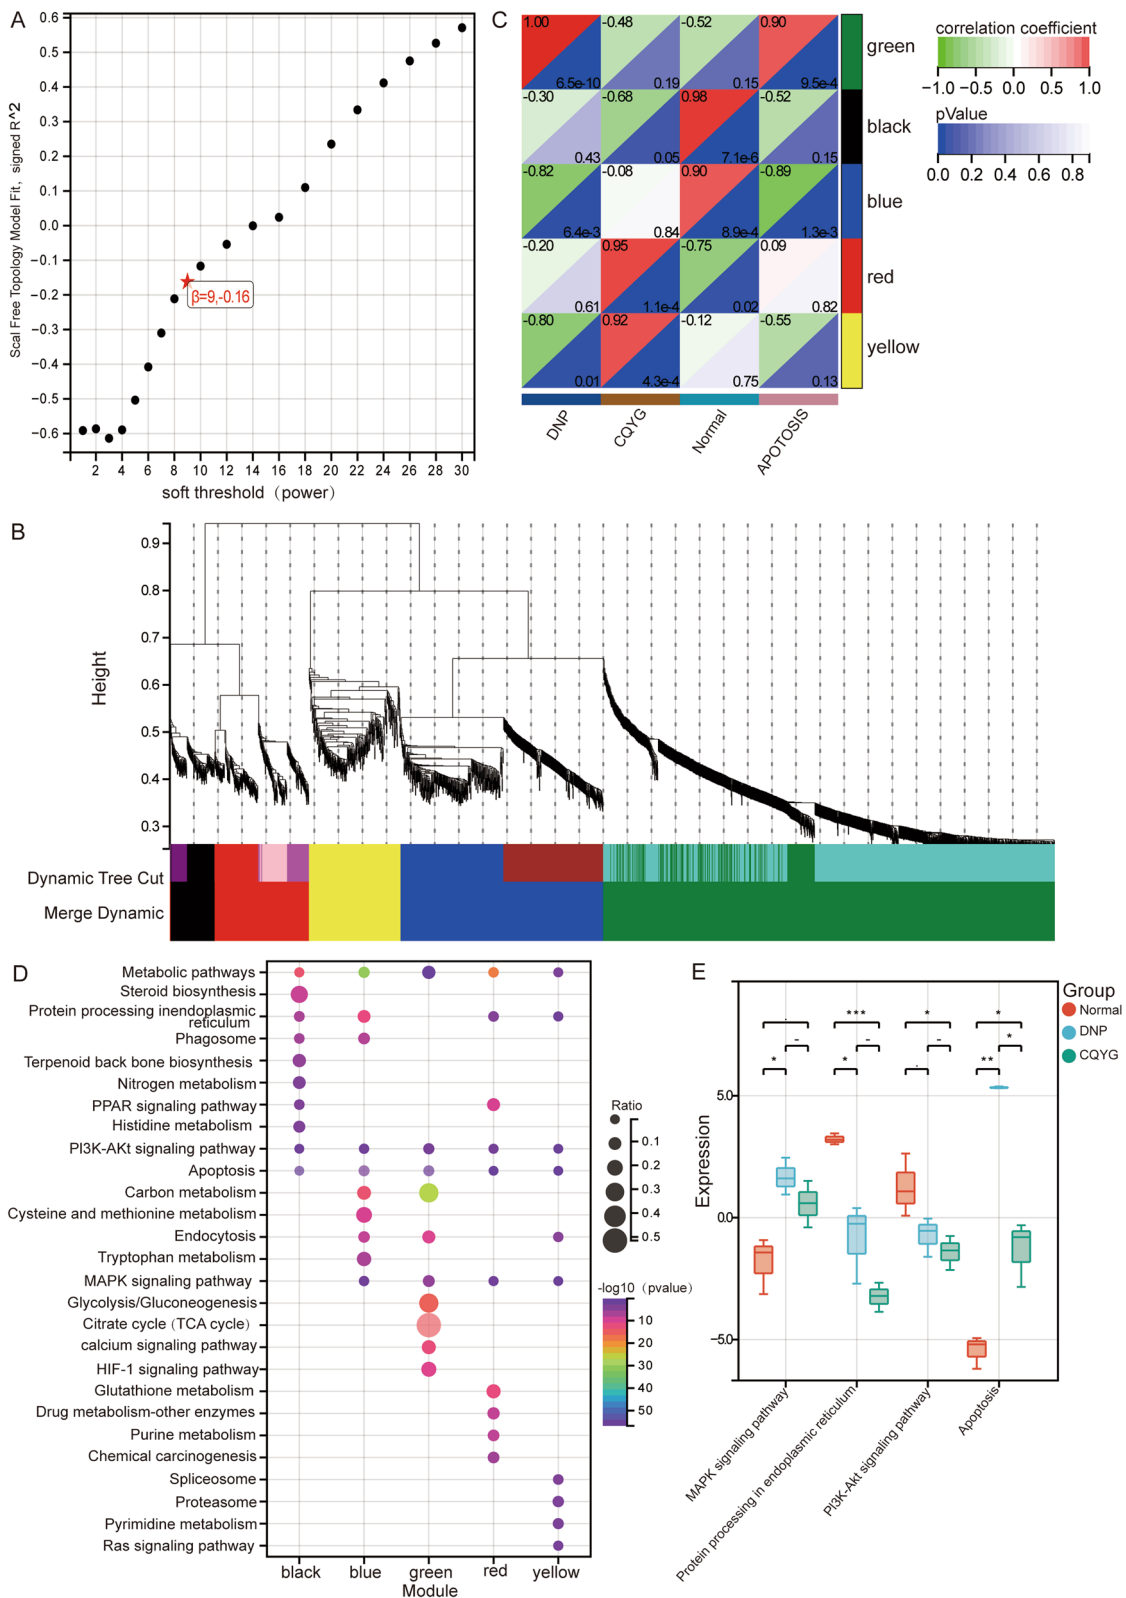 A
0.6
0.5
0.4
0.3
0.2
0.1
0.0
−0.1
−0.2
−0.3
−0.4
−0.5
−0.6
Scal Free Topology Model Fit, signed R^2
β=9,-0.16
2 4 6 8 10 12 14 16 18 20 22 24 26 28 30
soft threshold (power)
C
1.00 -0.48 -0.52 0.90
6.5e-10 0.19 0.15 9.5e-4
green
-0.30 -0.68 0.98 -0.52
0.43 0.05 7.1e-6 0.15
black
-0.82 -0.08 0.90 -0.89
6.4e-3 0.84 8.9e-4 1.3e-3
blue
-0.20 0.95 -0.75 0.09
0.61 1.1e-4 0.02 0.82
red
-0.80 0.92 -0.12 -0.55
0.01 4.3e-4 0.75 0.13
yellow
DNP
CQYG
Normal
APOTOSIS
correlation coefficient
−1.0 −0.5 0.0 0.5 1.0
pValue
0.0 0.2 0.4 0.6 0.8
B
0.9
0.8
0.7
0.6
0.5
0.4
0.3
Height
Dynamic Tree Cut
Merge Dynamic
D
Metabolic pathways
Steroid biosynthesis
Protein processing inendoplasmic
reticulum
Phagosome
Terpenoid back bone biosynthesis
Nitrogen metabolism
PPAR signaling pathway
Histidine metabolism
PI3K-AKt signaling pathway
Apoptosis
Carbon metabolism
Cysteine and methionine metabolism
Endocytosis
Tryptophan metabolism
MAPK signaling pathway
Glycolysis/Gluconeogenesis
Citrate cycle (TCA cycle)
calcium signaling pathway
HIF-1 signaling pathway
Glutathione metabolism
Drug metabolism-other enzymes
Purine metabolism
Chemical carcinogenesis
Spliceosome
Proteasome
Pyrimidine metabolism
Ras signaling pathway
black blue green red yellow
Module
Ratio
0.1
0.2
0.3
0.4
0.5
-log10 (pvalue)
10
20
30
40
50
E
Group
Normal
DNP
CQYG
. *** * *
- - - *
* * . **
5.0
0.0
−5.0
Expression
MAPK signaling pathway
Protein processing in endoplasmic reticulum
PI3K-Akt signaling pathway
Apoptosis